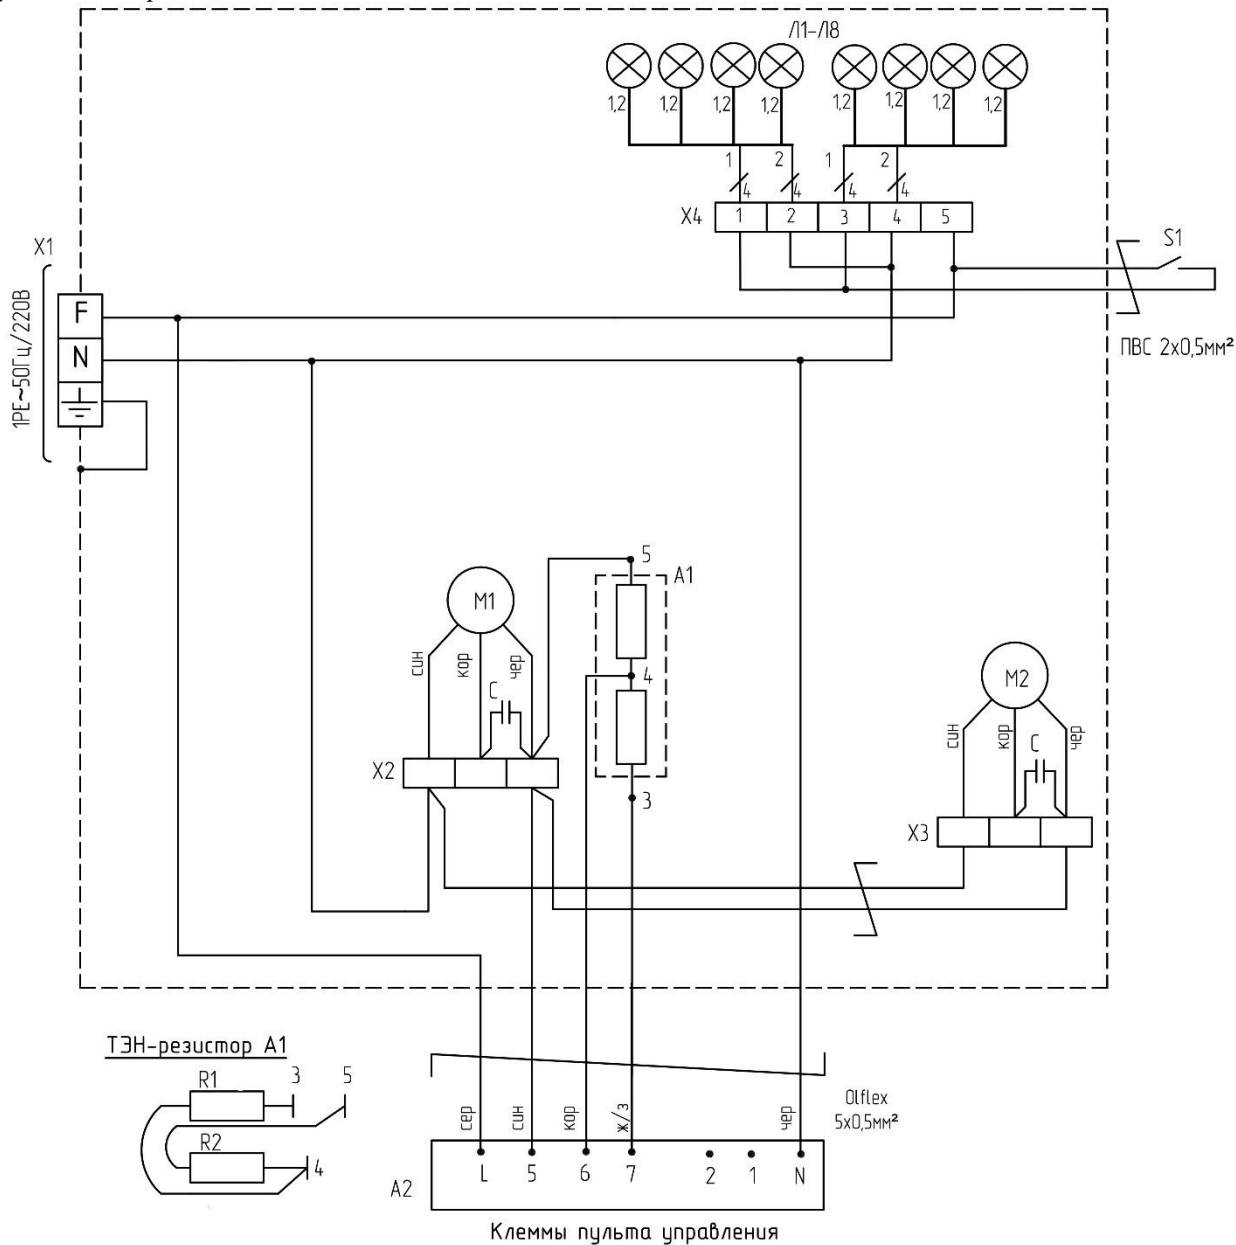 Л1-Л8
1,2 1,2 1,2 1,2 1,2 1,2 1,2 1,2
1 2 1 2
4 4 4 4
X4 1 2 3 4 5
X1
S1
1PE~50Гц/220В
F
N
ПВС 2x0,5мм²
5
A1
M1
син кор чер
C
4
X2
3
M2
син кор чер
C
X3
ТЭН-резистор A1
R1 3 5
R2
4
Olflex
5x0,5мм²
сер син кор ж/з чер
A2 L 5 6 7 2 1 N
Клеммы пульта управления